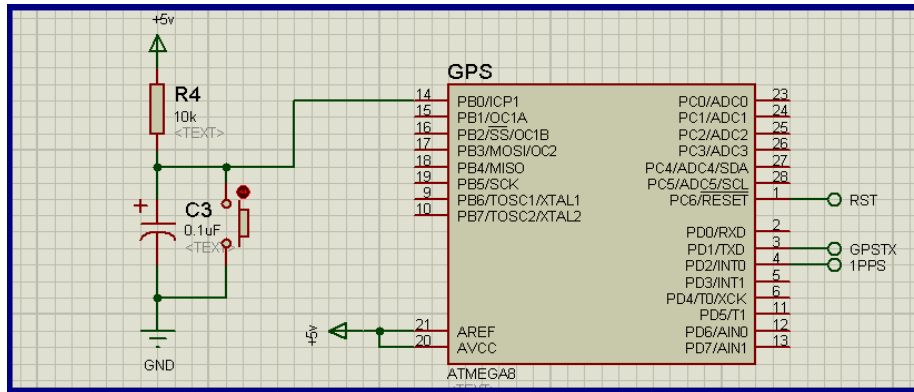 +5v
R4
10k
<TEXT>
+
C3
0.1uF
<TEXT>
GND
GPS
14 PB0/ICP1
15 PB1/OC1A
16 PB2/SS/OC1B
17 PB3/MOSI/OC2
18 PB4/MISO
19 PB5/SCK
9 PB6/TOSC1/XTAL1
10 PB7/TOSC2/XTAL2
+5v
21 AREF
20 AVCC
PC0/ADC0 23
PC1/ADC1 24
PC2/ADC2 25
PC3/ADC3 26
PC4/ADC4/SDA 27
PC5/ADC5/SCL 28
PC6/RESET 1 RST
PD0/RXD 2
PD1/TXD 3 GPSTX
PD2/INT0 4 1PPS
PD3/INT1 5
PD4/T0/XCK 6
PD5/T1 11
PD6/AIN0 12
PD7/AIN1 13
ATMEGA8
<TEXT>